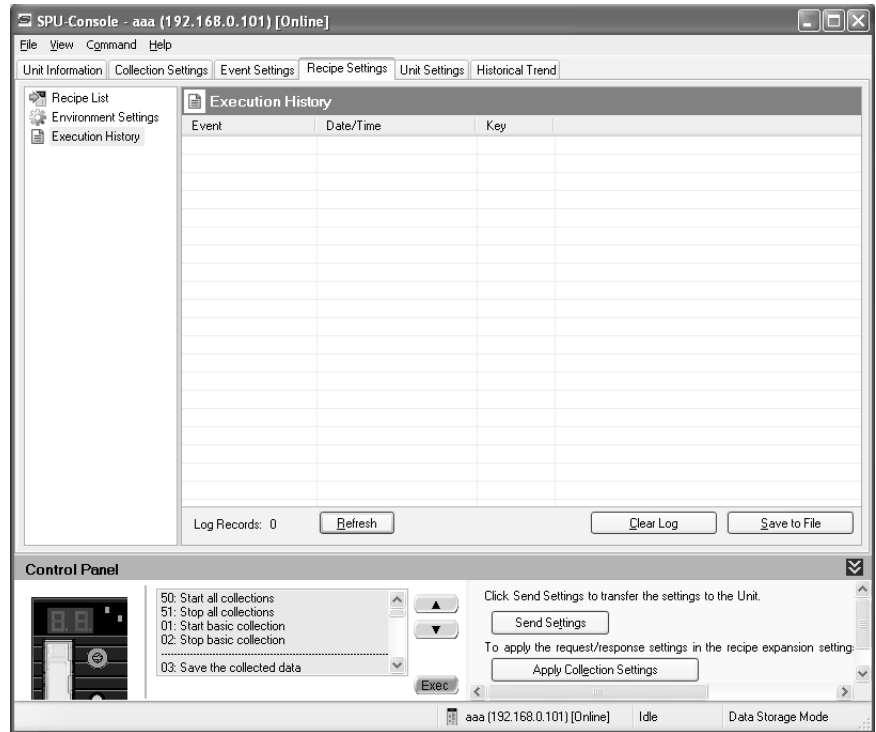 SPU-Console - aaa (192.168.0.101) [Online]
File View Command Help
Unit Information Collection Settings Event Settings Recipe Settings Unit Settings Historical Trend
Recipe List
Environment Settings
Execution History
Execution History
Event Date/Time Key
Log Records: 0 Refresh Clear Log Save to File
Control Panel
50: Start all collections
51: Stop all collections
01: Start basic collection
02: Stop basic collection
03: Save the collected data
Exec
Click Send Settings to transfer the settings to the Unit.
Send Settings
To apply the request/response settings in the recipe expansion setting:
Apply Collection Settings
aaa (192.168.0.101) [Online] Idle Data Storage Mode